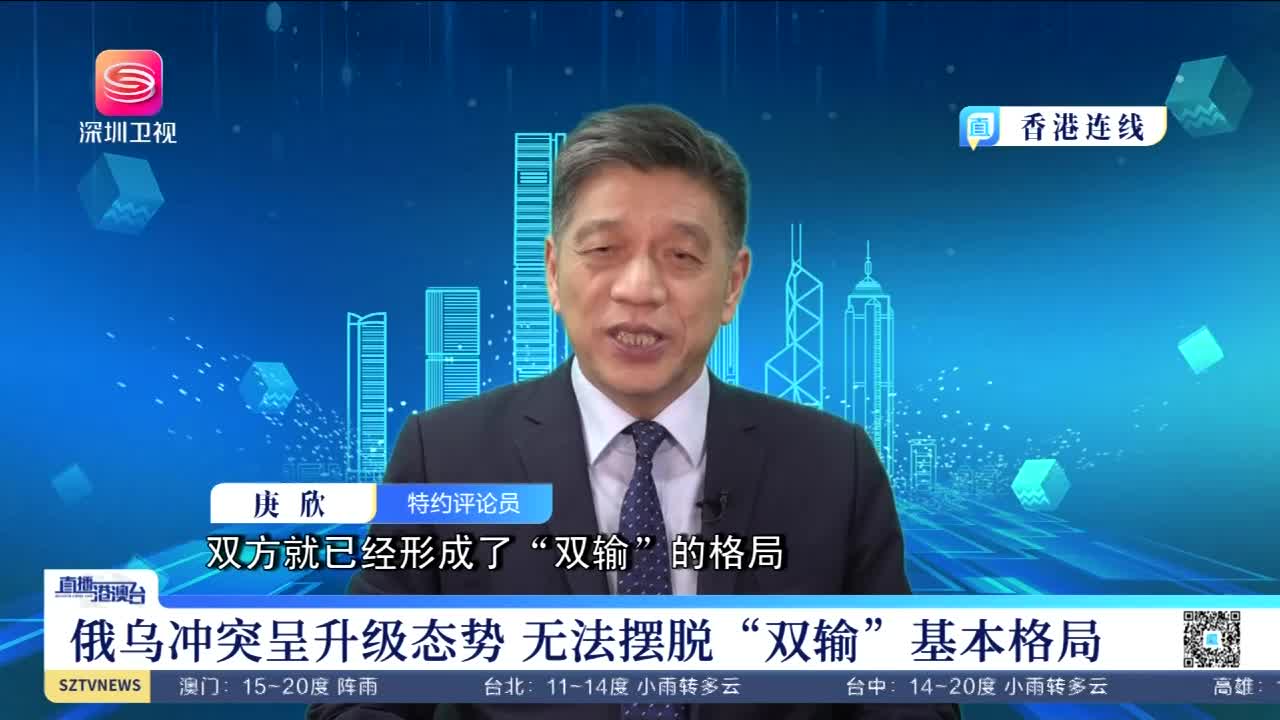 深圳卫视
直 香港连线
庚欣 特约评论员
双方就已经形成了“双输”的格局
直播港澳台
俄乌冲突呈升级态势 无法摆脱“双输”基本格局
SZTVNEWS 澳门：15~20度 阵雨 台北：11~14度 小雨转多云 台中：14~20度 小雨转多云 高雄：